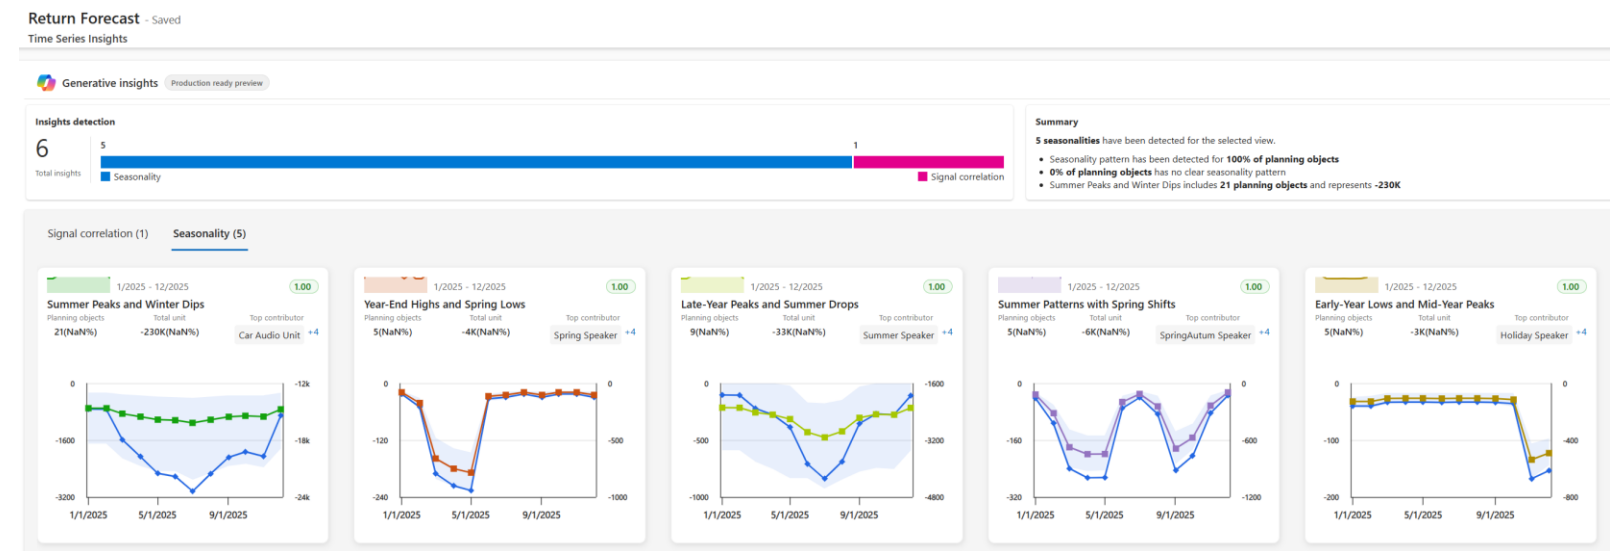 Return Forecast - Saved
Time Series Insights
Generative insights Production ready preview
Insights detection
6
Total insights
5
1
Seasonality
Signal correlation
Summary
5 seasonalities have been detected for the selected view.
• Seasonality pattern has been detected for 100% of planning objects
• 0% of planning objects has no clear seasonality pattern
• Summer Peaks and Winter Dips includes 21 planning objects and represents -230K
Signal correlation (1) Seasonality (5)
1/2025 - 12/2025 1.00
Summer Peaks and Winter Dips
Planning objects Total unit Top contributor
21(NaN%) -230K(NaN%) Car Audio Unit +4
0 -12k
-1600 -18k
-3200 -24k
1/1/2025 5/1/2025 9/1/2025
1/2025 - 12/2025 1.00
Year-End Highs and Spring Lows
Planning objects Total unit Top contributor
5(NaN%) -4K(NaN%) Spring Speaker +4
0 0
-120 -500
-240 -1000
1/1/2025 5/1/2025 9/1/2025
1/2025 - 12/2025 1.00
Late-Year Peaks and Summer Drops
Planning objects Total unit Top contributor
9(NaN%) -33K(NaN%) Summer Speaker +4
0 -1600
-500 -3200
-1000 -4800
1/1/2025 5/1/2025 9/1/2025
1/2025 - 12/2025 1.00
Summer Patterns with Spring Shifts
Planning objects Total unit Top contributor
5(NaN%) -6K(NaN%) SpringAutum Speaker +4
0 0
-160 -600
-320 -1200
1/1/2025 5/1/2025 9/1/2025
1/2025 - 12/2025 1.00
Early-Year Lows and Mid-Year Peaks
Planning objects Total unit Top contributor
5(NaN%) -3K(NaN%) Holiday Speaker +4
0 0
-100 -400
-200 -800
1/1/2025 5/1/2025 9/1/2025